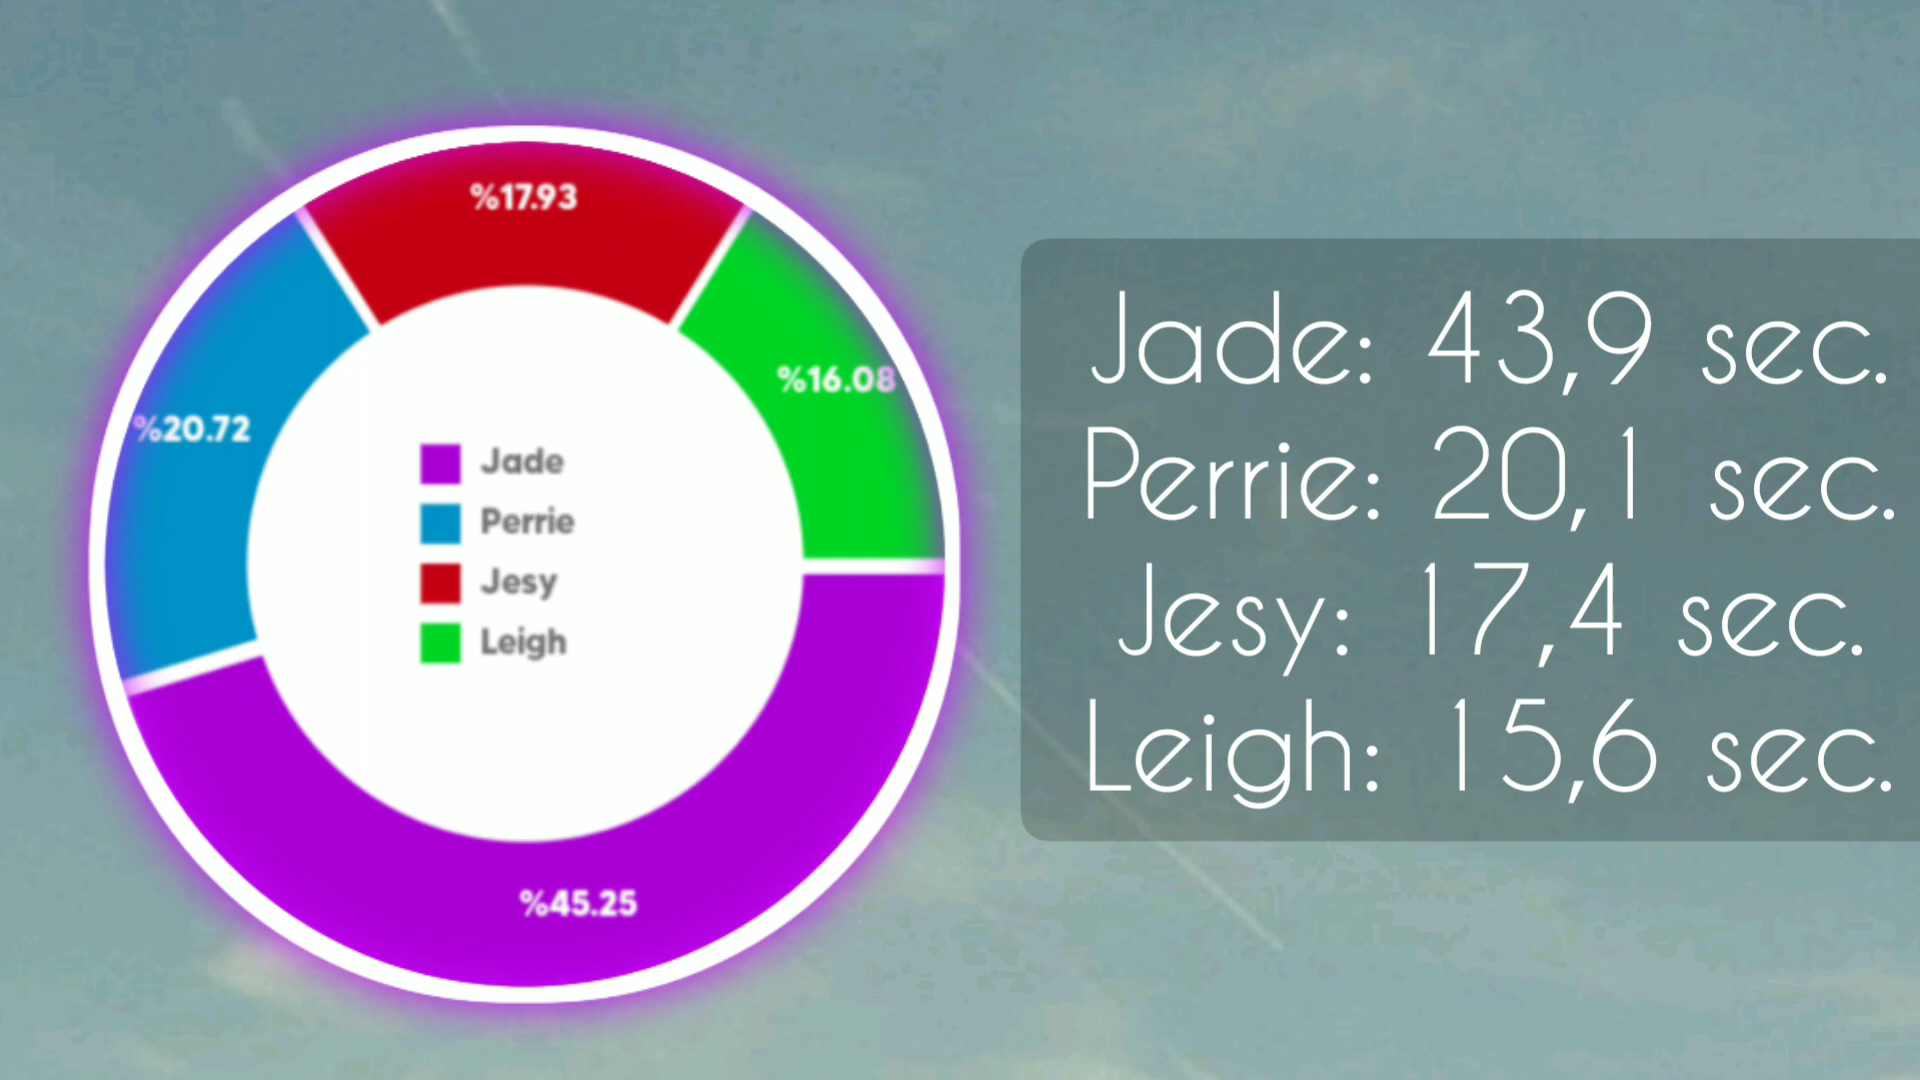 %17.93
%16.08
%20.72
Jade
Perrie
Jesy
Leigh
%45.25
Jade: 43,9 sec.
Perrie: 20,1 sec.
Jesy: 17,4 sec.
Leigh: 15,6 sec.